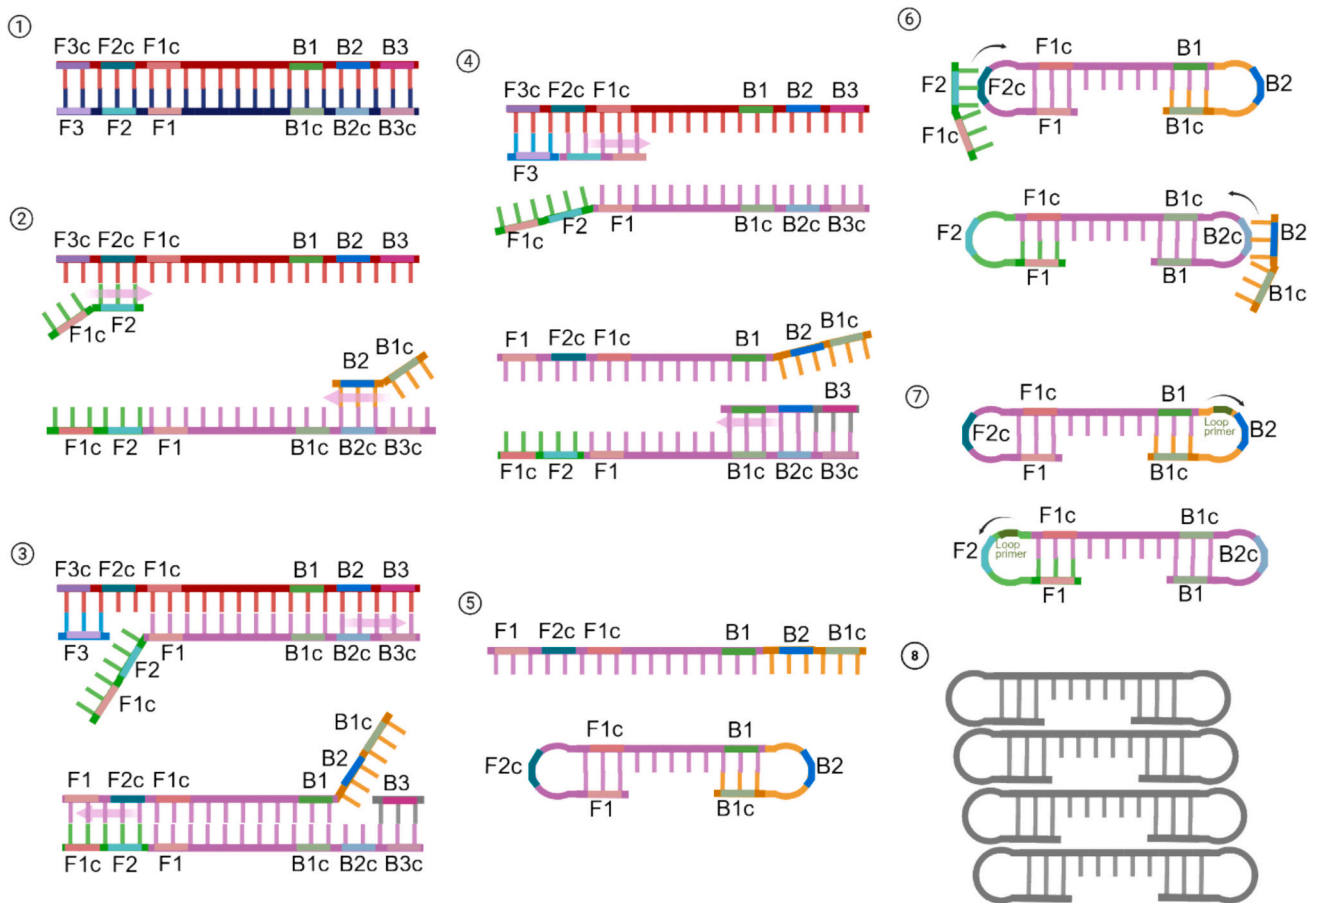 ①
F3c F2c F1c B1 B2 B3
F3 F2 F1 B1c B2c B3c
②
F3c F2c F1c B1 B2 B3
F1c F2
B2 B1c
F1c F2 F1 B1c B2c B3c
③
F3c F2c F1c B1 B2 B3
F3 F2 F1 B1c B2c B3c
F1c
B1c
B2
F1 F2c F1c B1 B3
F1c F2 F1 B1c B2c B3c
④
F3c F2c F1c B1 B2 B3
F3
F1c F2 F1 B1c B2c B3c
F1 F2c F1c B1 B2 B1c
B3
F1c F2 F1 B1c B2c B3c
⑤
F1 F2c F1c B1 B2 B1c
F1c B1
F2c B2
F1 B1c
⑥
F1c B1
F2 F2c B2
F1c F1 B1c
F1c B1c
F2 B2c B2
F1 B1 B1c
⑦
F1c B1
F2c Loop
primer B2
F1 B1c
F1c B1c
F2 Loop
primer B2c
F1 B1
⑧